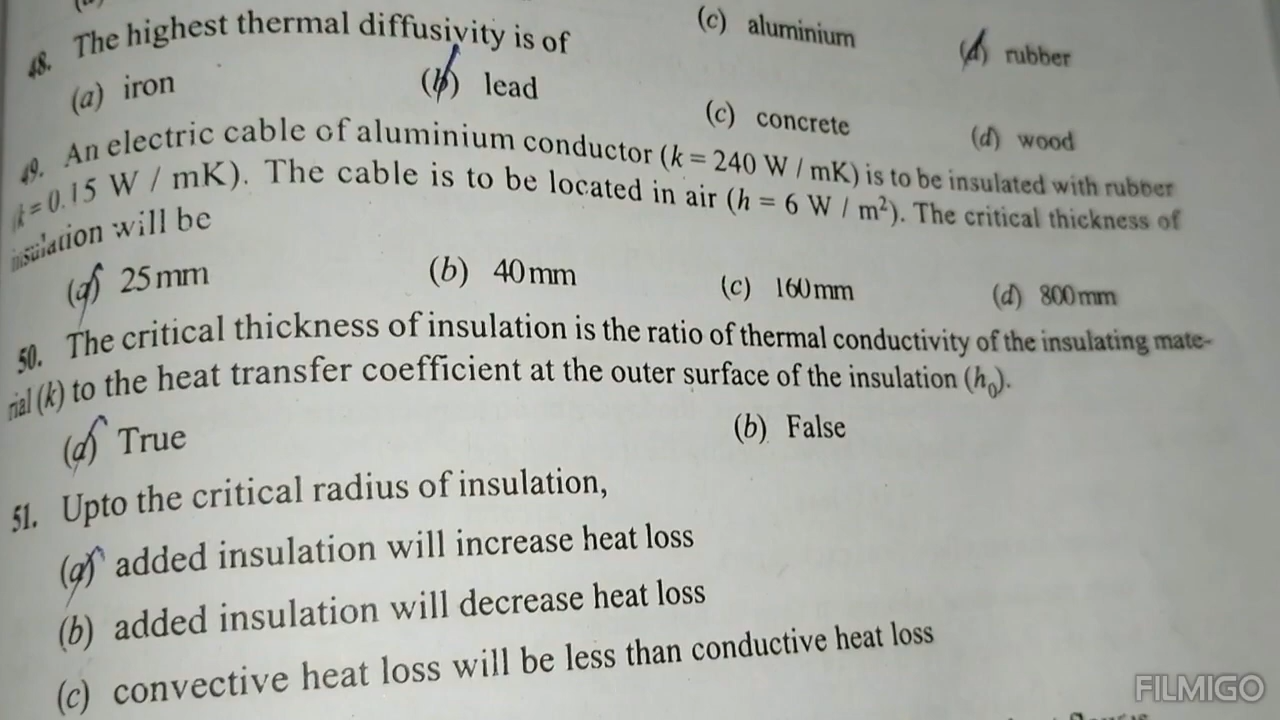 48. The highest thermal diffusivity is of
(c) aluminium (d) rubber
(a) iron (b) lead
(c) concrete (d) wood
49. An electric cable of aluminium conductor (k = 240 W / mK) is to be insulated with rubber
(k = 0.15 W / mK). The cable is to be located in air (h = 6 W / m²). The critical thickness of
insulation will be
(a) 25 mm (b) 40 mm (c) 160 mm (d) 800 mm
50. The critical thickness of insulation is the ratio of thermal conductivity of the insulating mate-
rial (k) to the heat transfer coefficient at the outer surface of the insulation (h₀).
(a) True (b) False
51. Upto the critical radius of insulation,
(a) added insulation will increase heat loss
(b) added insulation will decrease heat loss
(c) convective heat loss will be less than conductive heat loss
FILMIGO